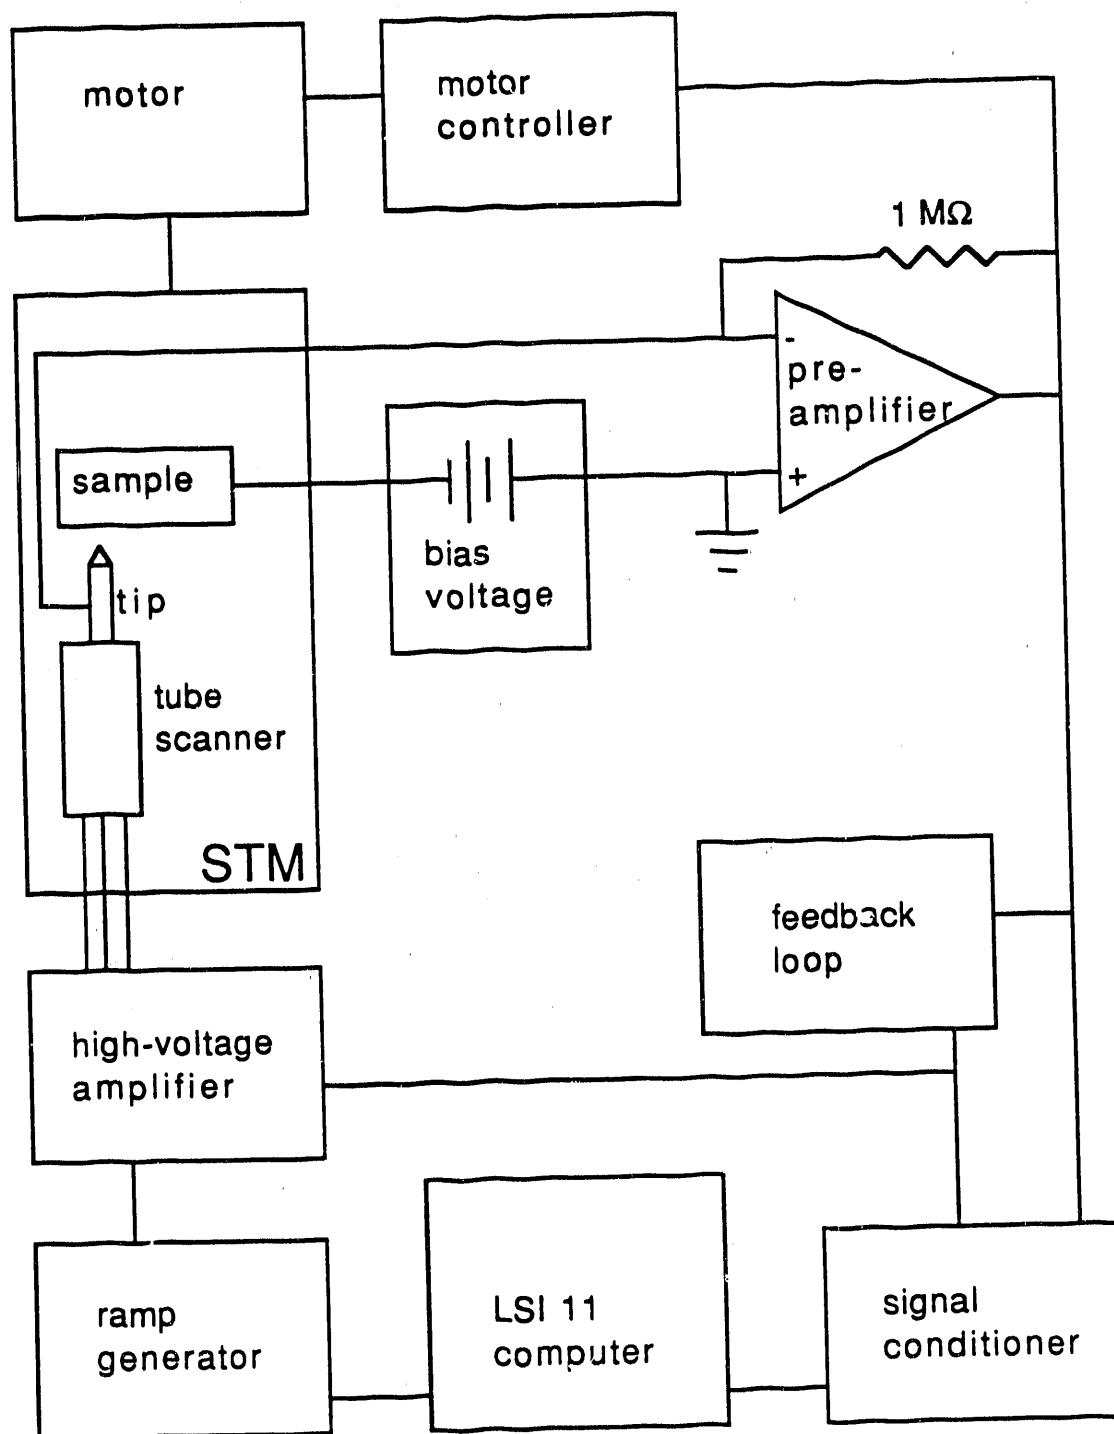 motor
motor
controller
1 MΩ
-
pre-
amplifier
+
sample
bias
voltage
tip
tube
scanner
STM
feedback
loop
high-voltage
amplifier
ramp
generator
LSI 11
computer
signal
conditioner